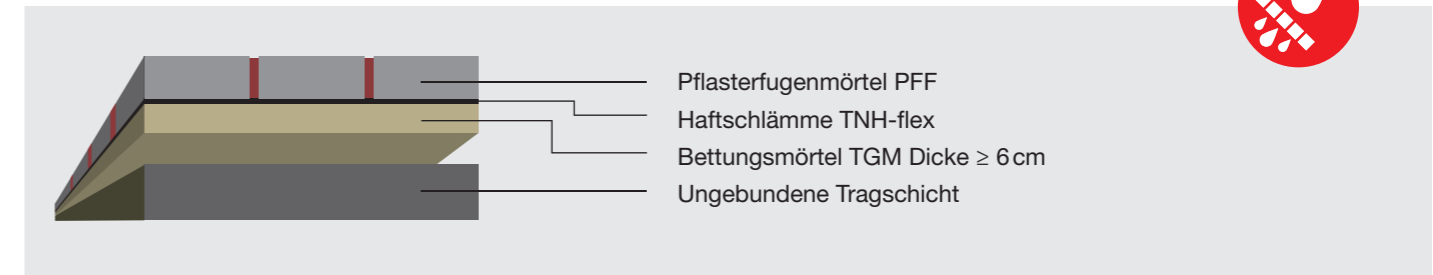 Pflasterfugenmörtel PFF
Haftschlämme TNH-flex
Bettungsmörtel TGM Dicke ≥ 6 cm
Ungebundene Tragschicht